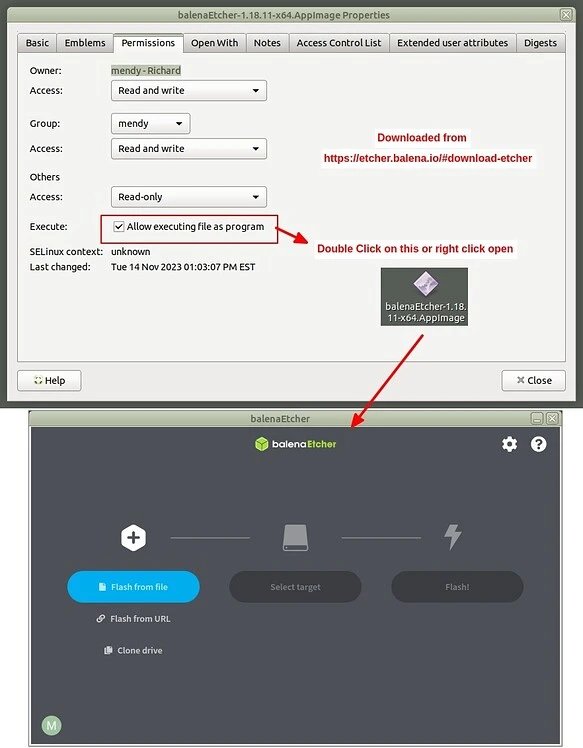 balenaEtcher-1.18.11-x64.AppImage Properties
Basic Emblems Permissions Open With Notes Access Control List Extended user attributes Digests
Owner: mendy - Richard
Access: Read and write
Group: mendy
Access: Read and write
Others
Access: Read-only
Execute: Allow executing file as program
SELinux context: unknown
Last changed: Tue 14 Nov 2023 01:03:07 PM EST
Downloaded from
https://etcher.balena.io/#download-etcher
Double Click on this or right click open
balenaEtcher-1.18.
11-x64.AppImage
Help Close
balenaEtcher
balenaEtcher
Flash from file Select target Flash!
Flash from URL
Clone drive
M